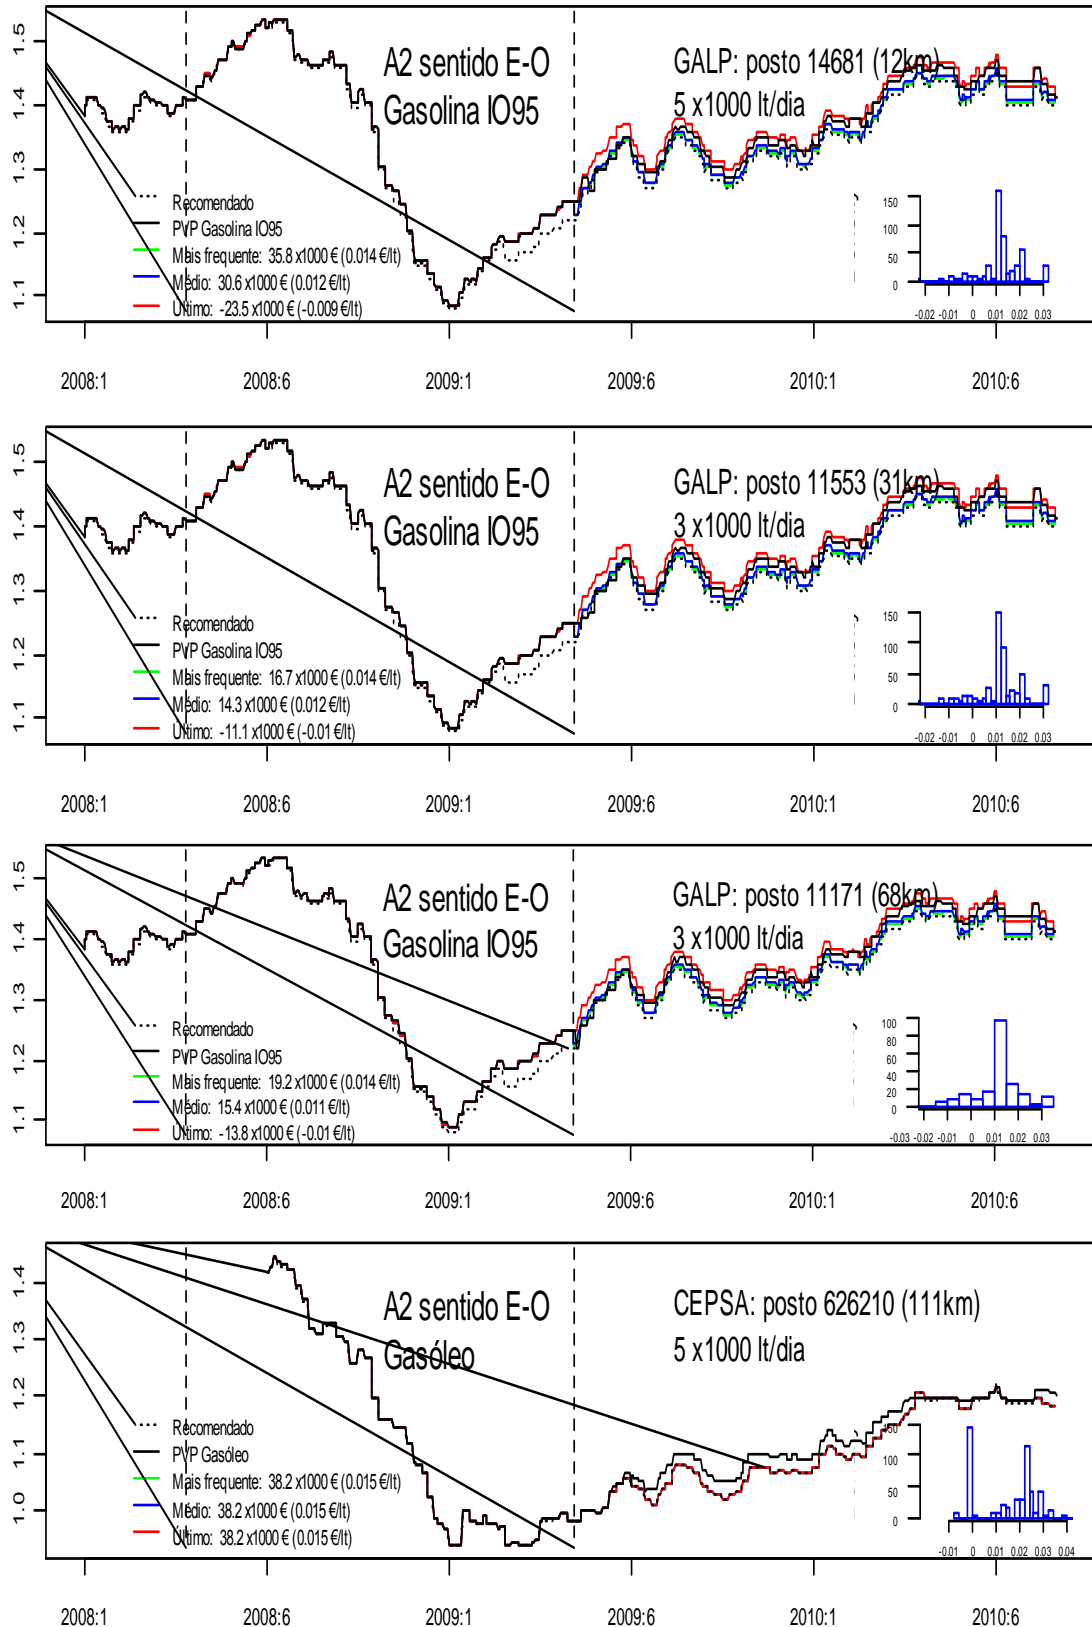 1.5
1.4
1.3
1.2
1.1
A2 sentido E-O
Gasolina IO95
GALP: posto 14681 (12km)
5 x1000 lt/dia
Recomendado
PVP Gasolina IO95
Mais frequente: 35.8 x1000 € (0.014 €/lt)
Médio: 30.6 x1000 € (0.012 €/lt)
Último: -23.5 x1000 € (-0.009 €/lt)
150
100
50
0
-0.02 -0.01 0 0.01 0.02 0.03
2008:1 2008:6 2009:1 2009:6 2010:1 2010:6
1.5
1.4
1.3
1.2
1.1
A2 sentido E-O
Gasolina IO95
GALP: posto 11553 (31km)
3 x1000 lt/dia
Recomendado
PVP Gasolina IO95
Mais frequente: 16.7 x1000 € (0.014 €/lt)
Médio: 14.3 x1000 € (0.012 €/lt)
Último: -11.1 x1000 € (-0.01 €/lt)
150
100
50
0
-0.02 -0.01 0 0.01 0.02 0.03
2008:1 2008:6 2009:1 2009:6 2010:1 2010:6
1.5
1.4
1.3
1.2
1.1
A2 sentido E-O
Gasolina IO95
GALP: posto 11171 (68km)
3 x1000 lt/dia
Recomendado
PVP Gasolina IO95
Mais frequente: 19.2 x1000 € (0.014 €/lt)
Médio: 15.4 x1000 € (0.011 €/lt)
Último: -13.8 x1000 € (-0.01 €/lt)
100
80
60
40
20
0
-0.03 -0.02 -0.01 0 0.01 0.02 0.03
2008:1 2008:6 2009:1 2009:6 2010:1 2010:6
1.4
1.3
1.2
1.1
1.0
A2 sentido E-O
Gasóleo
CEPSA: posto 626210 (111km)
5 x1000 lt/dia
Recomendado
PVP Gasóleo
Mais frequente: 38.2 x1000 € (0.015 €/lt)
Médio: 38.2 x1000 € (0.015 €/lt)
Último: 38.2 x1000 € (0.015 €/lt)
150
100
50
0
-0.01 0 0.01 0.02 0.03 0.04
2008:1 2008:6 2009:1 2009:6 2010:1 2010:6